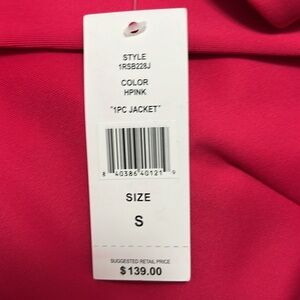 STYLE
1RSB228J
COLOR
HPINK
"1PC JACKET"
8 40386 40121 9
SIZE
S
SUGGESTED RETAIL PRICE
$139.00